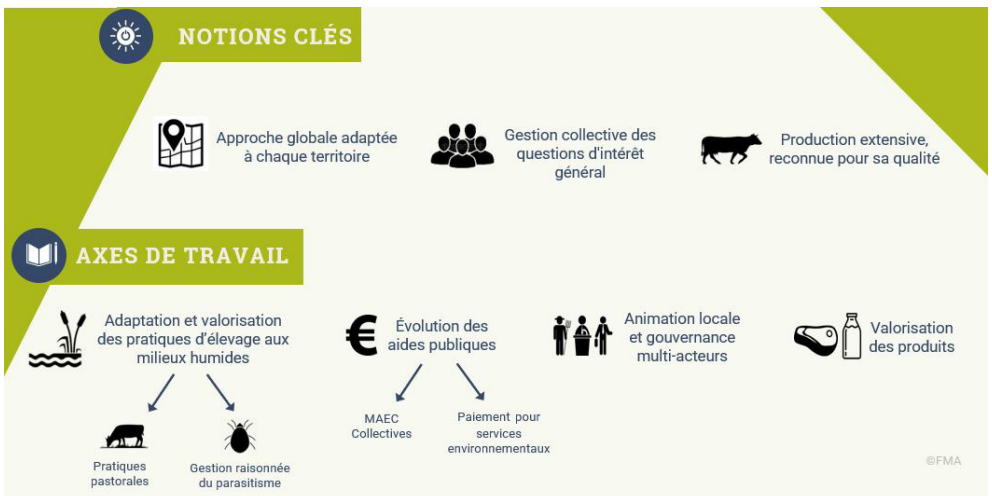 NOTIONS CLÉS
Approche globale adaptée
à chaque territoire
Gestion collective des
questions d'intérêt
général
Production extensive,
reconnue pour sa qualité
AXES DE TRAVAIL
Adaptation et valorisation
des pratiques d'élevage aux
milieux humides
Pratiques
pastorales
Gestion raisonnée
du parasitisme
Évolution des
aides publiques
MAEC
Collectives
Paiement pour
services
environnementaux
Animation locale
et gouvernance
multi-acteurs
Valorisation
des produits
©FMA